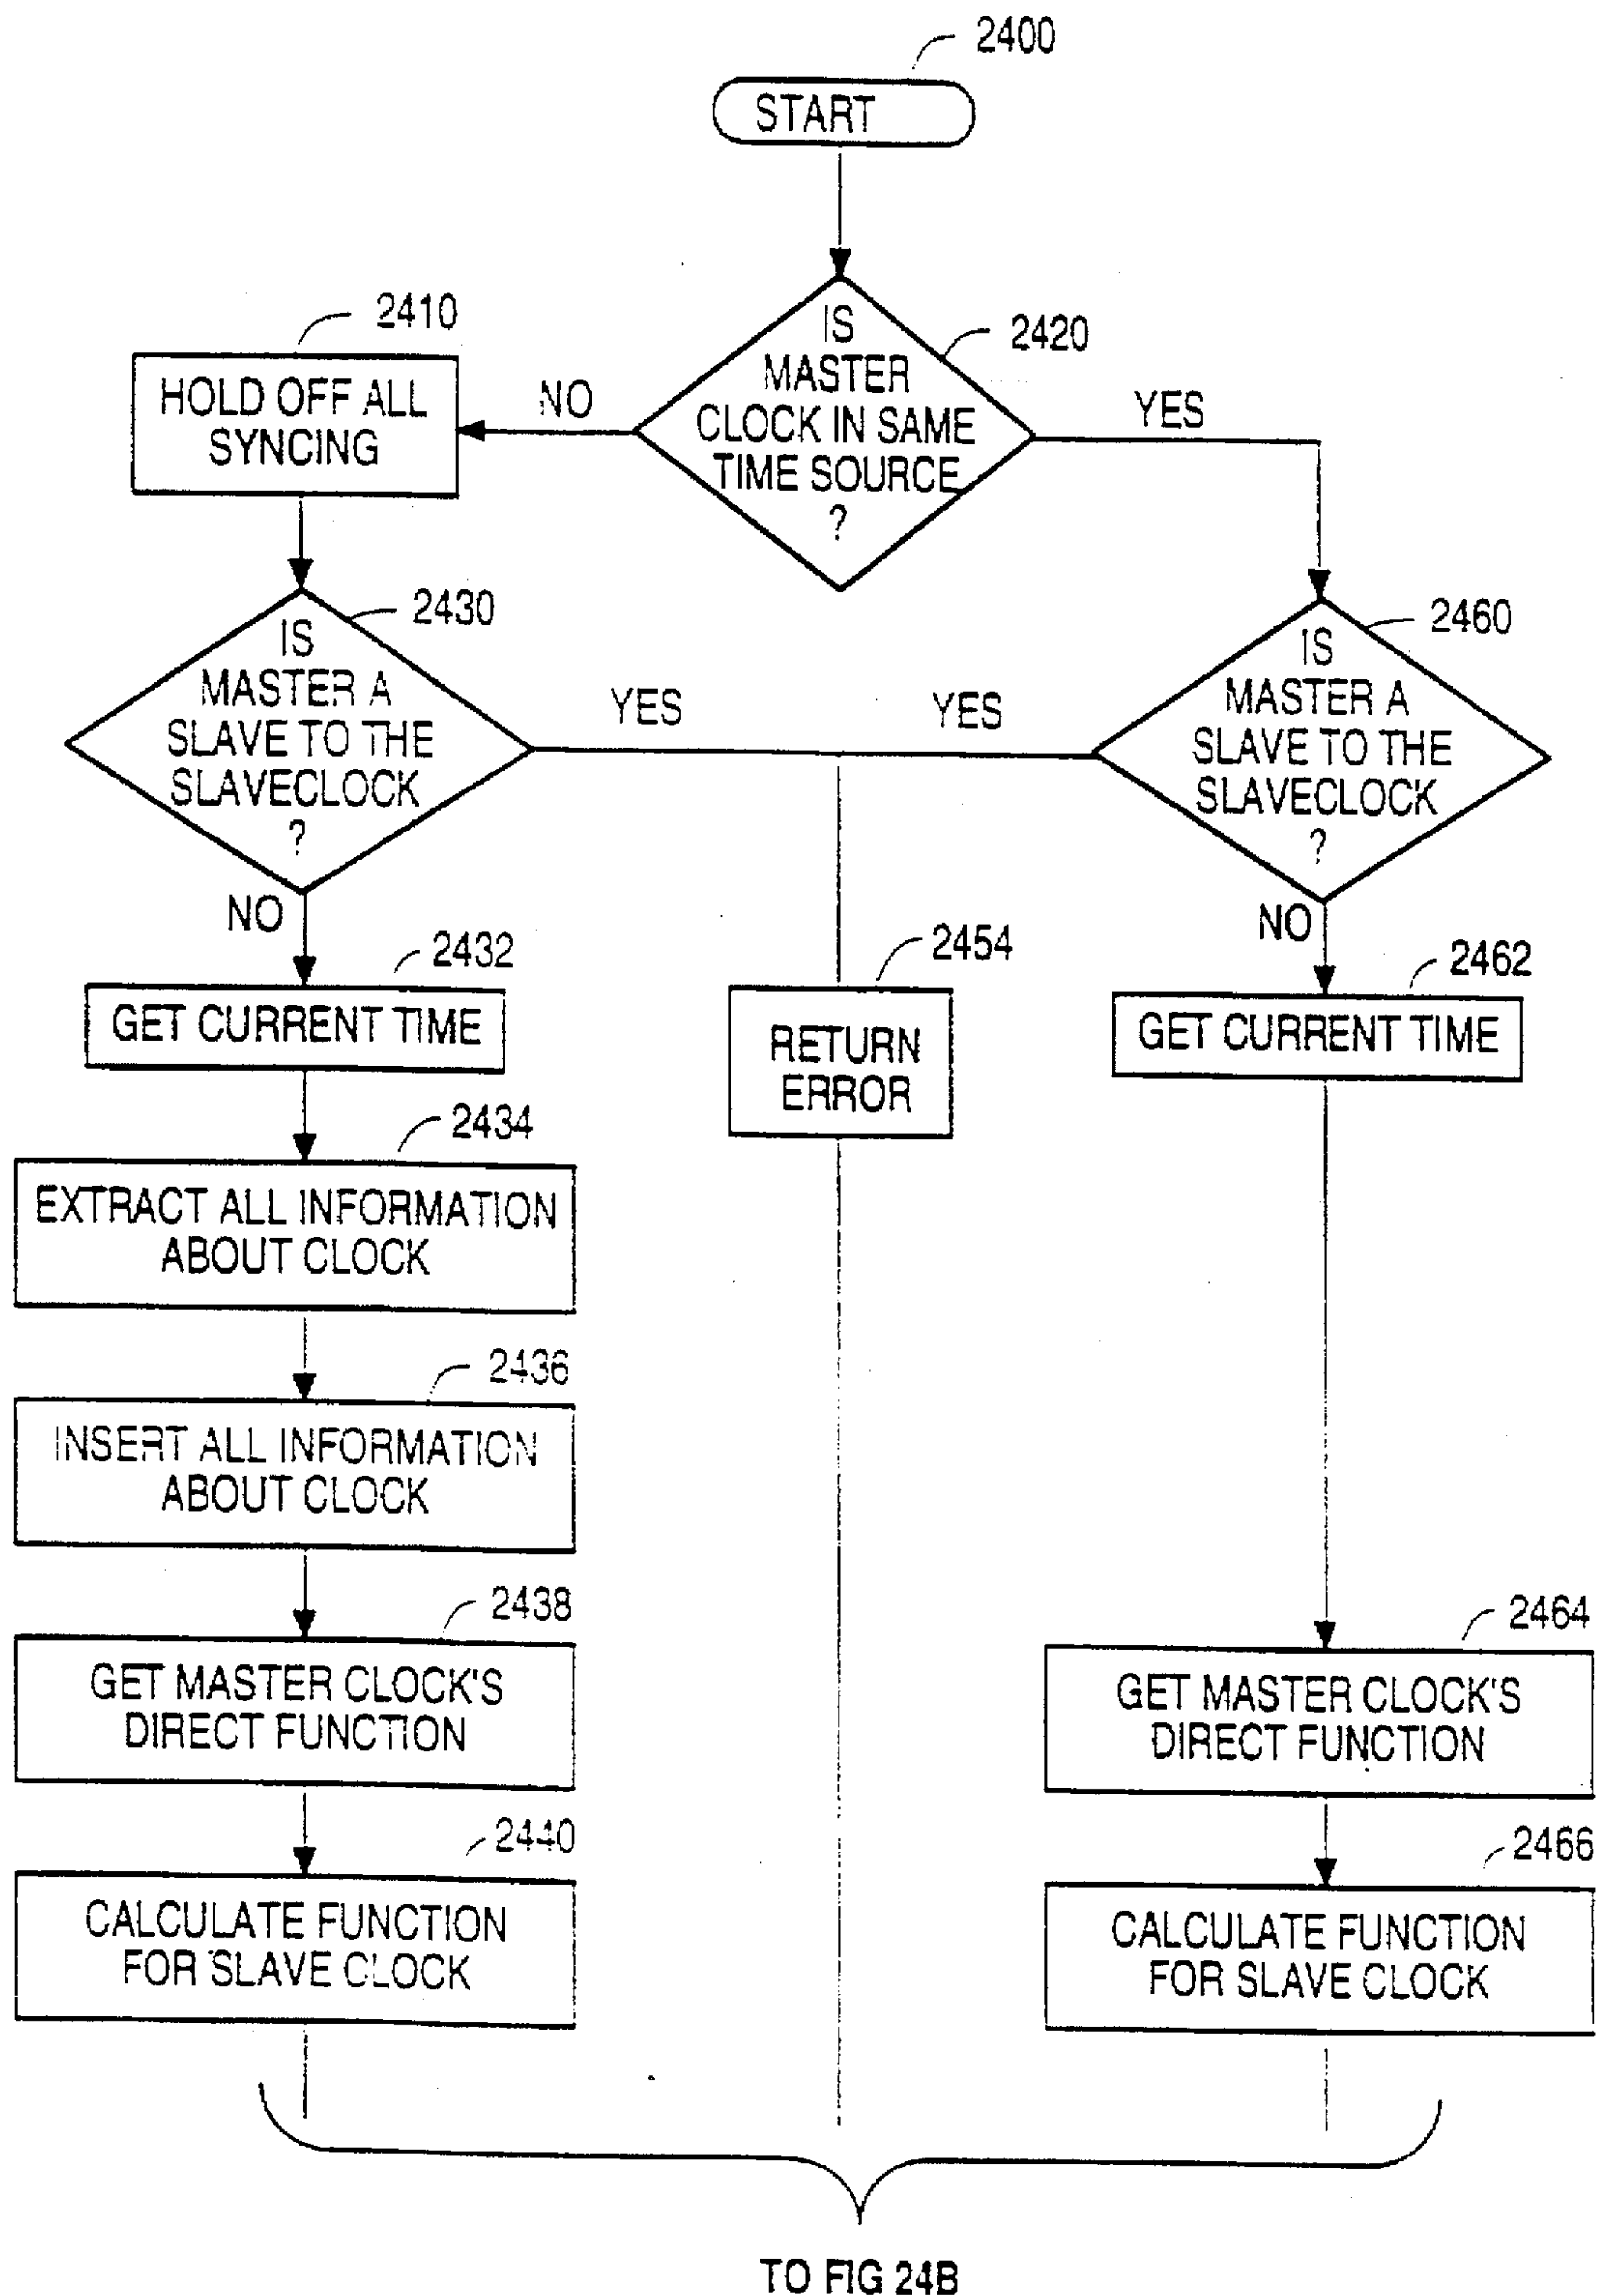 2400
START
2410
HOLD OFF ALL
SYNCING
NO
IS
MASTER
CLOCK IN SAME
TIME SOURCE
?
2420
YES
2430
IS
MASTER A
SLAVE TO THE
SLAVECLOCK
?
YES
YES
2460
IS
MASTER A
SLAVE TO THE
SLAVECLOCK
?
NO
NO
2432
GET CURRENT TIME
2454
RETURN
ERROR
2462
GET CURRENT TIME
2434
EXTRACT ALL INFORMATION
ABOUT CLOCK
2436
INSERT ALL INFORMATION
ABOUT CLOCK
2438
GET MASTER CLOCK'S
DIRECT FUNCTION
2464
GET MASTER CLOCK'S
DIRECT FUNCTION
2440
CALCULATE FUNCTION
FOR SLAVE CLOCK
2466
CALCULATE FUNCTION
FOR SLAVE CLOCK
TO FIG 24B